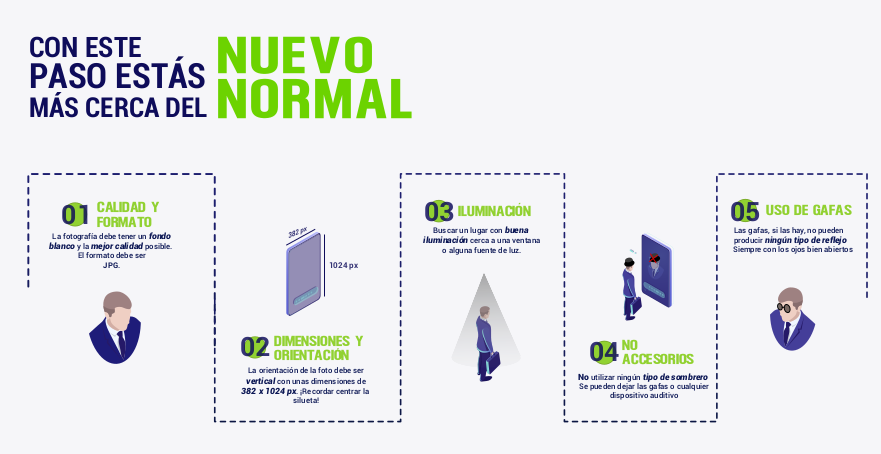 CON ESTE
PASO ESTÁS
MÁS CERCA DEL
NUEVO
NORMAL
01 CALIDAD Y
FORMATO
La fotografía debe tener un fondo
blanco y la mejor calidad posible.
El formato debe ser
JPG.
382 px
1024 px
02 DIMENSIONES Y
ORIENTACIÓN
La orientación de la foto debe ser
vertical con unas dimensiones de
382 x 1024 px. ¡Recordar centrar la
silueta!
03 ILUMINACIÓN
Buscar un lugar con buena
iluminación cerca a una ventana
o alguna fuente de luz.
04 NO
ACCESORIOS
No utilizar ningún tipo de sombrero
Se pueden dejar las gafas o cualquier
dispositivo auditivo
05 USO DE GAFAS
Las gafas, si las hay, no pueden
producir ningún tipo de reflejo
Siempre con los ojos bien abiertos